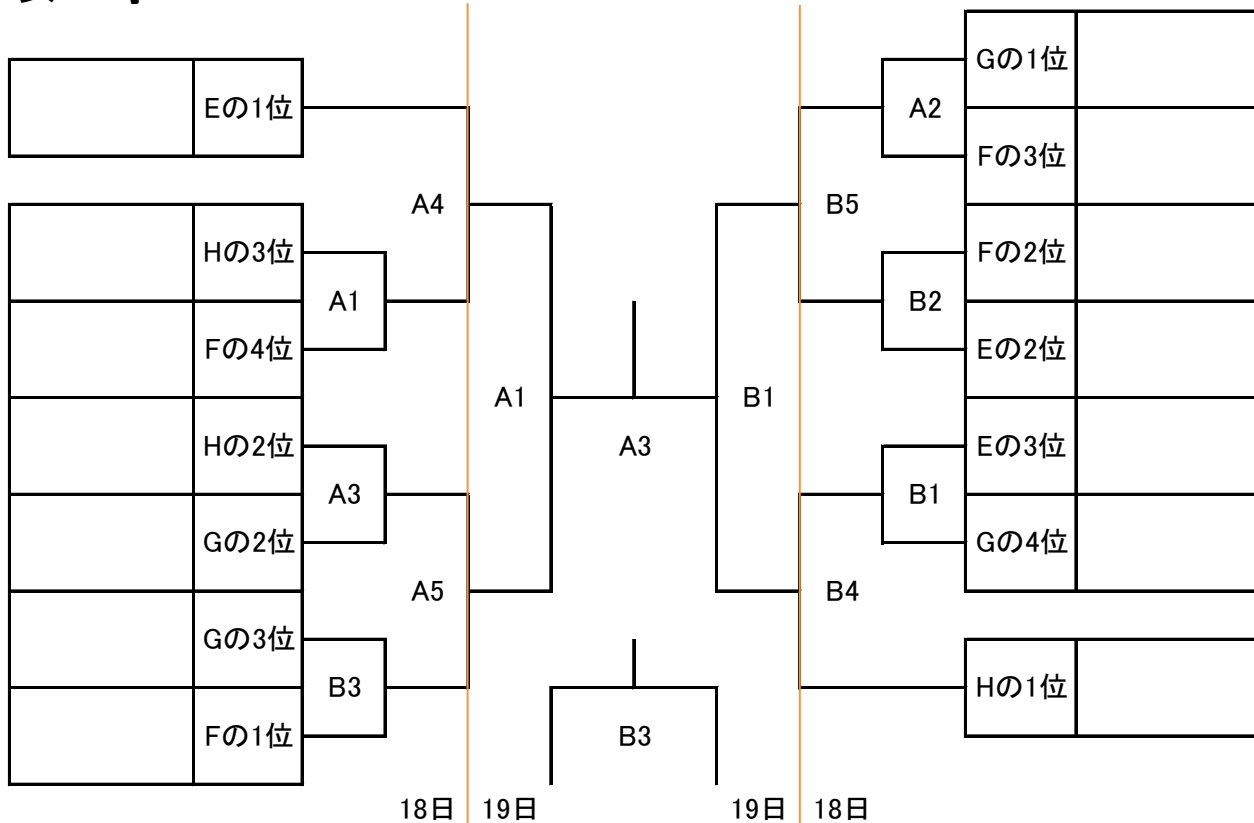 Eの1位
A4
Hの3位
A1
Fの4位
Hの2位
A3
Gの2位
A5
Gの3位
B3
Fの1位
A1
A3
B1
B3
Gの1位
A2
Fの3位
B5
Fの2位
B2
Eの2位
Eの3位
B1
Gの4位
B4
Hの1位
18日 19日
19日 18日